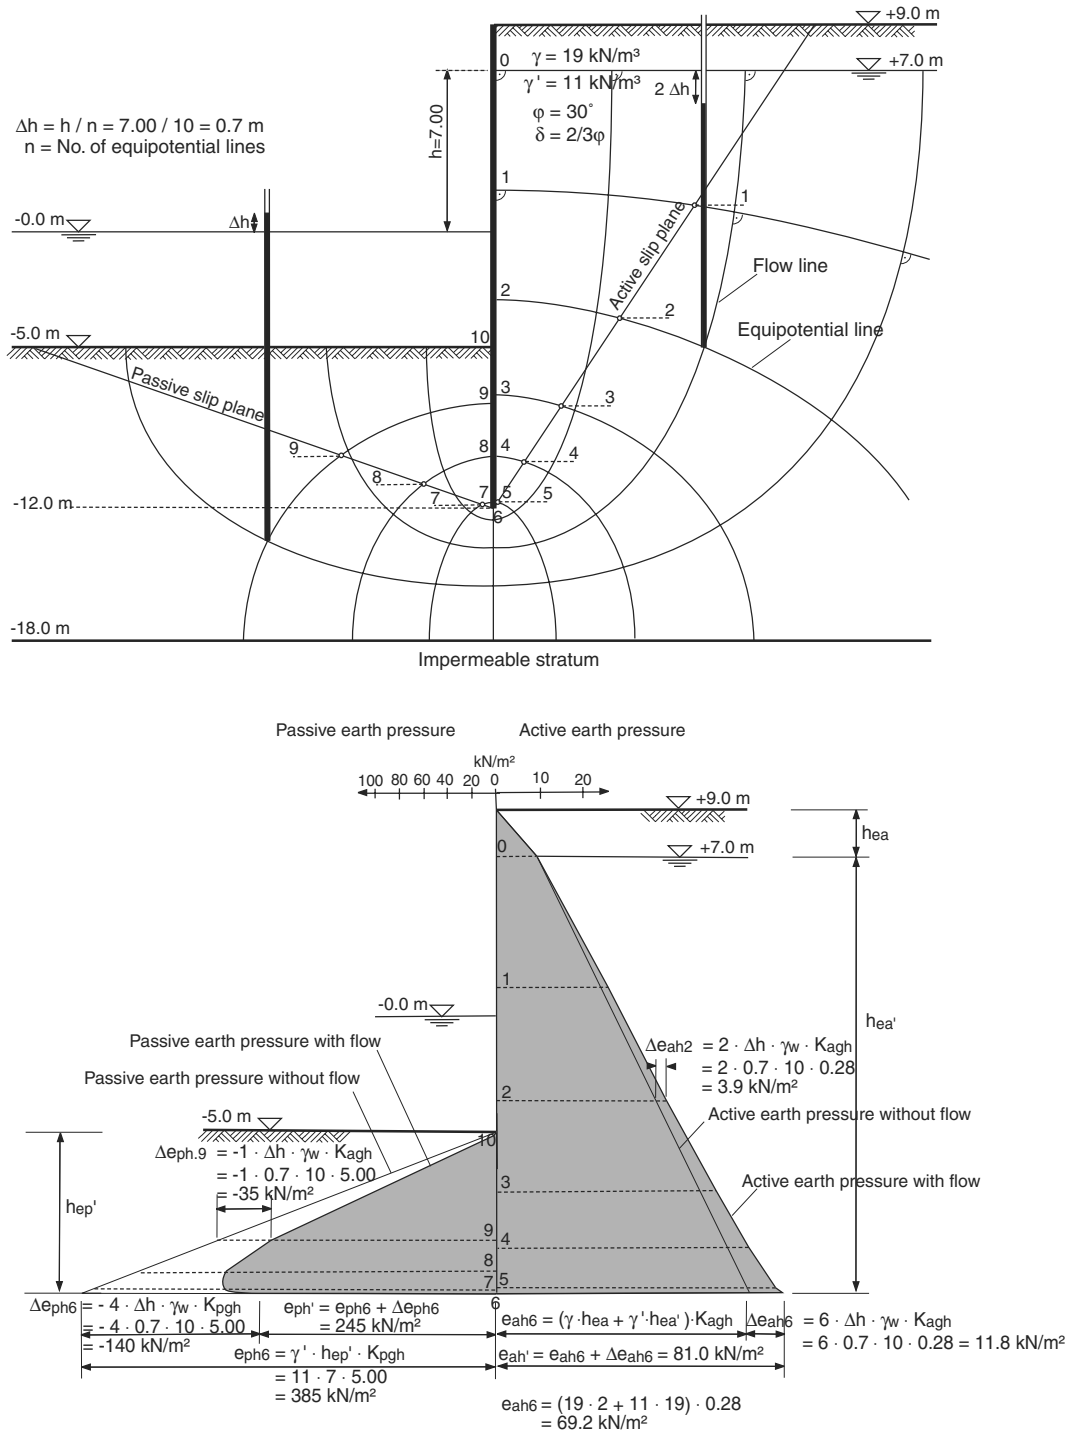 +9.0 m
0
γ = 19 kN/m³
+7.0 m
γ' = 11 kN/m³
2 Δh
φ = 30°
δ = 2/3φ
h=7.00
Δh = h / n = 7.00 / 10 = 0.7 m
n = No. of equipotential lines
1
1
-0.0 m
Δh
Active slip plane
Flow line
2
2
Equipotential line
-5.0 m
10
Passive slip plane
9
3
3
9
8
4
4
8
7
7
5
5
-12.0 m
6
-18.0 m
Impermeable stratum
Passive earth pressure
Active earth pressure
kN/m²
100 80 60 40 20 0 10 20
+9.0 m
hea
0
+7.0 m
1
-0.0 m
hea'
Passive earth pressure with flow
Δeah2 = 2 · Δh · γw · Kagh
= 2 · 0.7 · 10 · 0.28
= 3.9 kN/m²
Passive earth pressure without flow
2
Active earth pressure without flow
-5.0 m
10
Δeph.9 = -1 · Δh · γw · Kagh
= -1 · 0.7 · 10 · 5.00
= -35 kN/m²
3
Active earth pressure with flow
hep'
9
4
8
7
5
6
Δeph6 = - 4 · Δh · γw · Kpgh
= - 4 · 0.7 · 10 · 5.00
= -140 kN/m²
eph' = eph6 + Δeph6
= 245 kN/m²
eah6 = (γ · hea + γ' · hea') · Kagh
Δeah6 = 6 · Δh · γw · Kagh
= 6 · 0.7 · 10 · 0.28 = 11.8 kN/m²
eph6 = γ' · hep' · Kpgh
= 11 · 7 · 5.00
= 385 kN/m²
eah' = eah6 + Δeah6 = 81.0 kN/m²
eah6 = (19 · 2 + 11 · 19) · 0.28
= 69.2 kN/m²